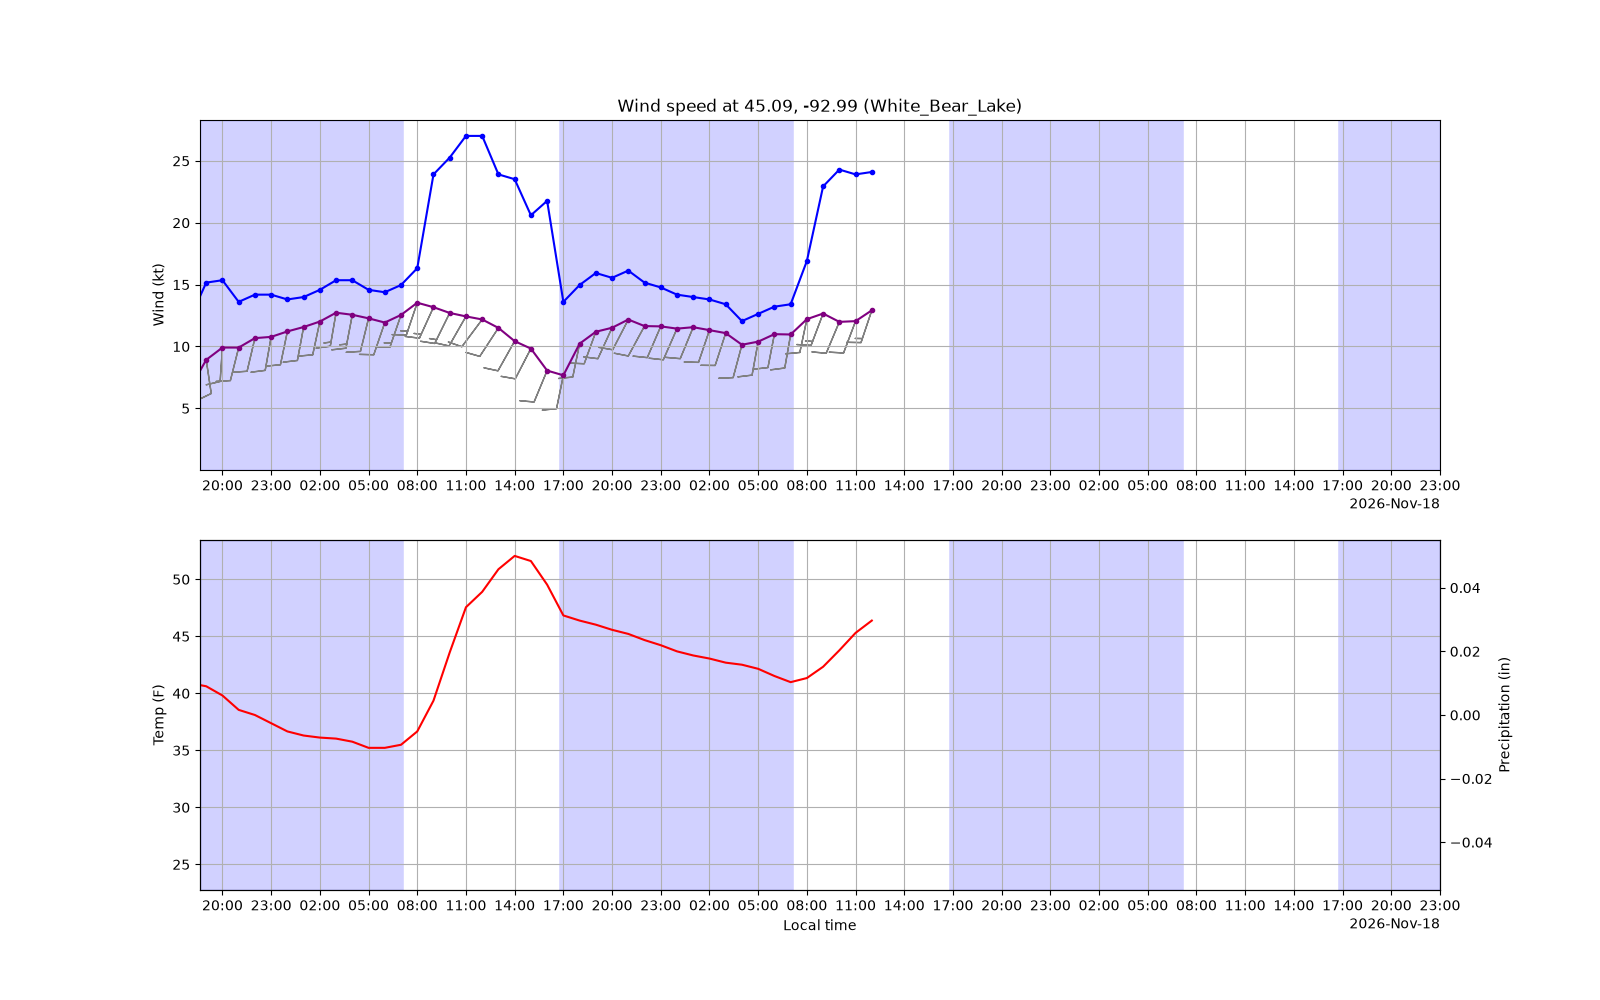 Wind speed at 45.09, -92.99 (White_Bear_Lake)
Wind (kt)
25
20
15
10
5
20:00 23:00 02:00 05:00 08:00 11:00 14:00 17:00 20:00 23:00 02:00 05:00 08:00 11:00 14:00 17:00 20:00 23:00 02:00 05:00 08:00 11:00 14:00 17:00 20:00 23:00
2026-Nov-18
Temp (F)
50
45
40
35
30
25
0.04
0.02
0.00
−0.02
−0.04
Precipitation (in)
20:00 23:00 02:00 05:00 08:00 11:00 14:00 17:00 20:00 23:00 02:00 05:00 08:00 11:00 14:00 17:00 20:00 23:00 02:00 05:00 08:00 11:00 14:00 17:00 20:00 23:00
Local time
2026-Nov-18